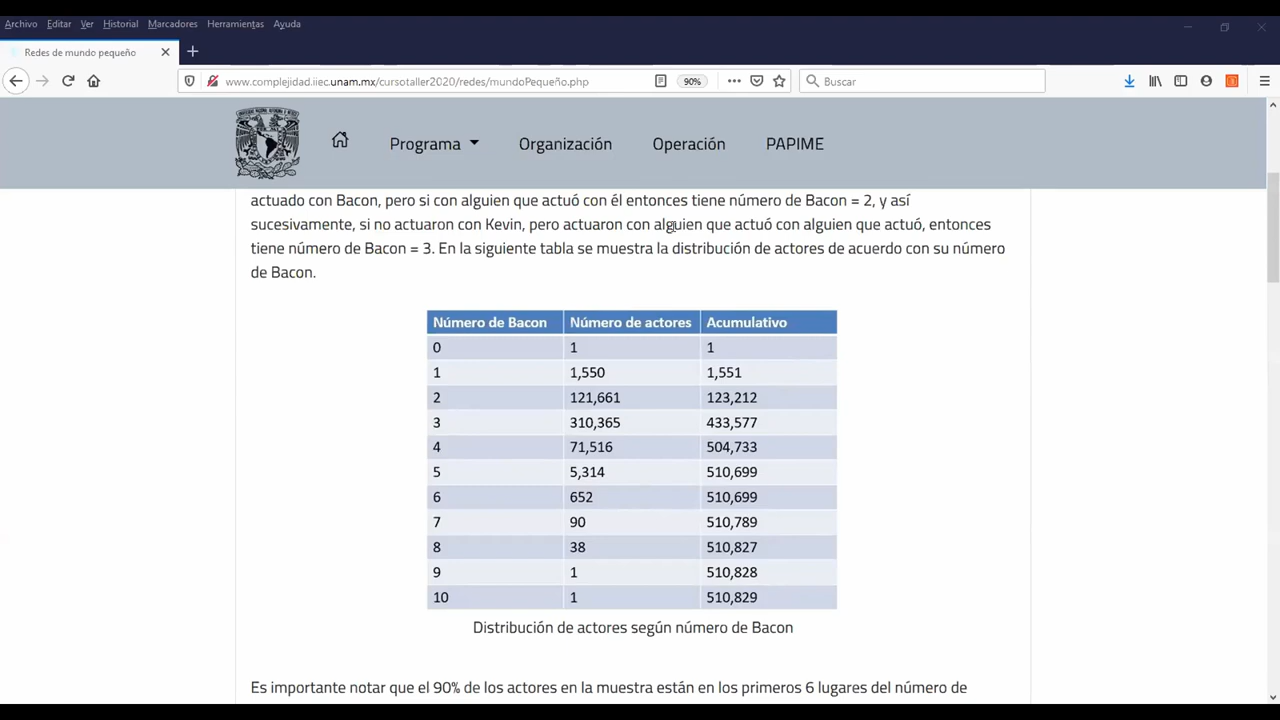 Archivo Editar Ver Historial Marcadores Herramientas Ayuda
Redes de mundo pequeño
www.complejidad.iiec.unam.mx/cursotaller2020/redes/mundoPequeño.php 90% Buscar
Programa Organización Operación PAPIME
actuado con Bacon, pero si con alguien que actuó con él entonces tiene número de Bacon = 2, y así
sucesivamente, si no actuaron con Kevin, pero actuaron con alguien que actuó con alguien que actuó, entonces
tiene número de Bacon = 3. En la siguiente tabla se muestra la distribución de actores de acuerdo con su número
de Bacon.
Número de Bacon Número de actores Acumulativo
0 1 1
1 1,550 1,551
2 121,661 123,212
3 310,365 433,577
4 71,516 504,733
5 5,314 510,699
6 652 510,699
7 90 510,789
8 38 510,827
9 1 510,828
10 1 510,829
Distribución de actores según número de Bacon
Es importante notar que el 90% de los actores en la muestra están en los primeros 6 lugares del número de